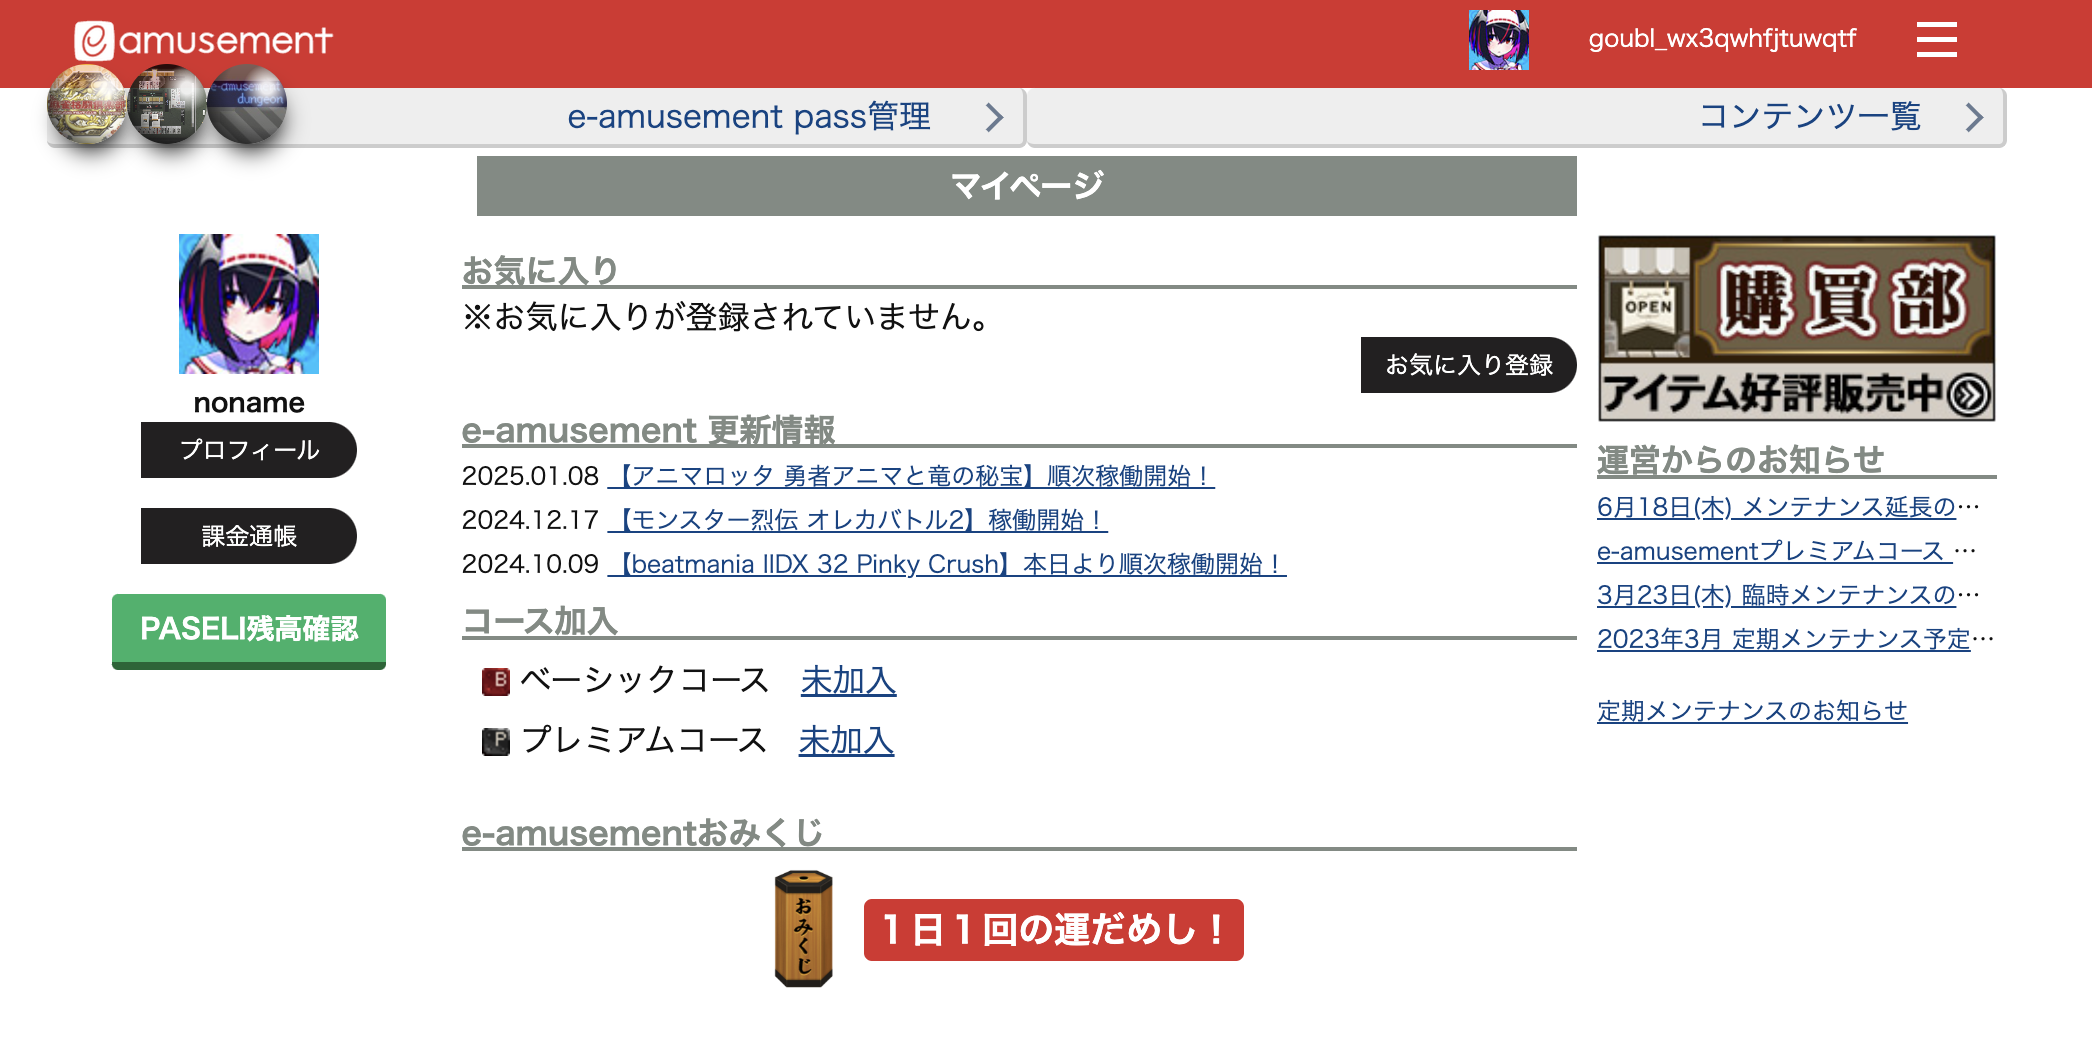 e amusement
goubl_wx3qwhfjtuwqtf
e-amusement
dungeon
e-amusement pass管理
コンテンツ一覧
マイページ
noname
プロフィール
課金通帳
PASELI残高確認
お気に入り
※お気に入りが登録されていません。
お気に入り登録
e-amusement 更新情報
2025.01.08 【アニマロッタ 勇者アニマと竜の秘宝】順次稼働開始！
2024.12.17 【モンスター烈伝 オレカバトル2】稼働開始！
2024.10.09 【beatmania IIDX 32 Pinky Crush】本日より順次稼働開始！
コース加入
B ベーシックコース 未加入
P プレミアムコース 未加入
e-amusementおみくじ
おみくじ
１日１回の運だめし！
OPEN
購買部
アイテム好評販売中
運営からのお知らせ
6月18日(木) メンテナンス延長の…
e-amusementプレミアムコース …
3月23日(木) 臨時メンテナンスの…
2023年3月 定期メンテナンス予定…
定期メンテナンスのお知らせ